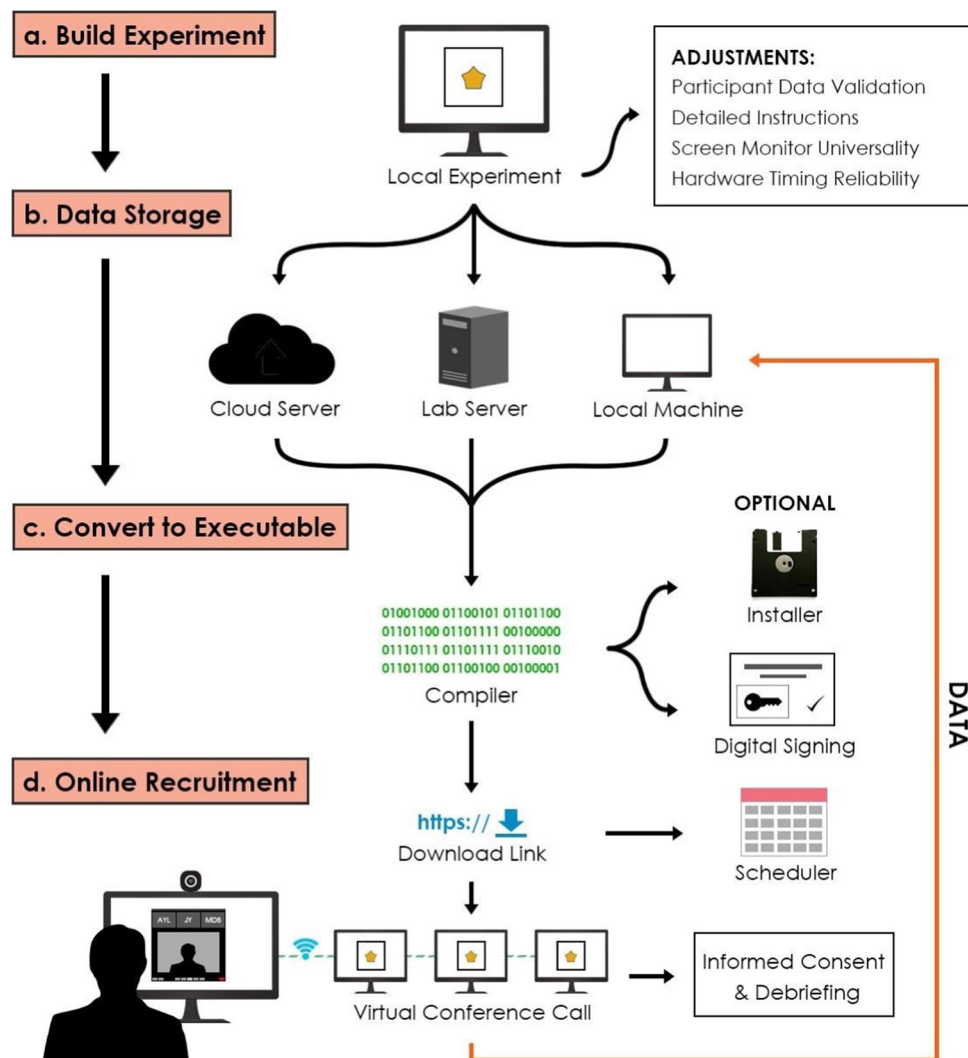 a. Build Experiment
ADJUSTMENTS:
Participant Data Validation
Detailed Instructions
Screen Monitor Universality
Hardware Timing Reliability
Local Experiment
b. Data Storage
Cloud Server
Lab Server
Local Machine
c. Convert to Executable
OPTIONAL
Installer
01001000 01100101 01101100
01101100 01101111 00100000
01110111 01101111 01110010
01101100 01100100 00100001
Compiler
Digital Signing
DATA
d. Online Recruitment
https://
Download Link
Scheduler
AYL JY MDB
Virtual Conference Call
Informed Consent
& Debriefing